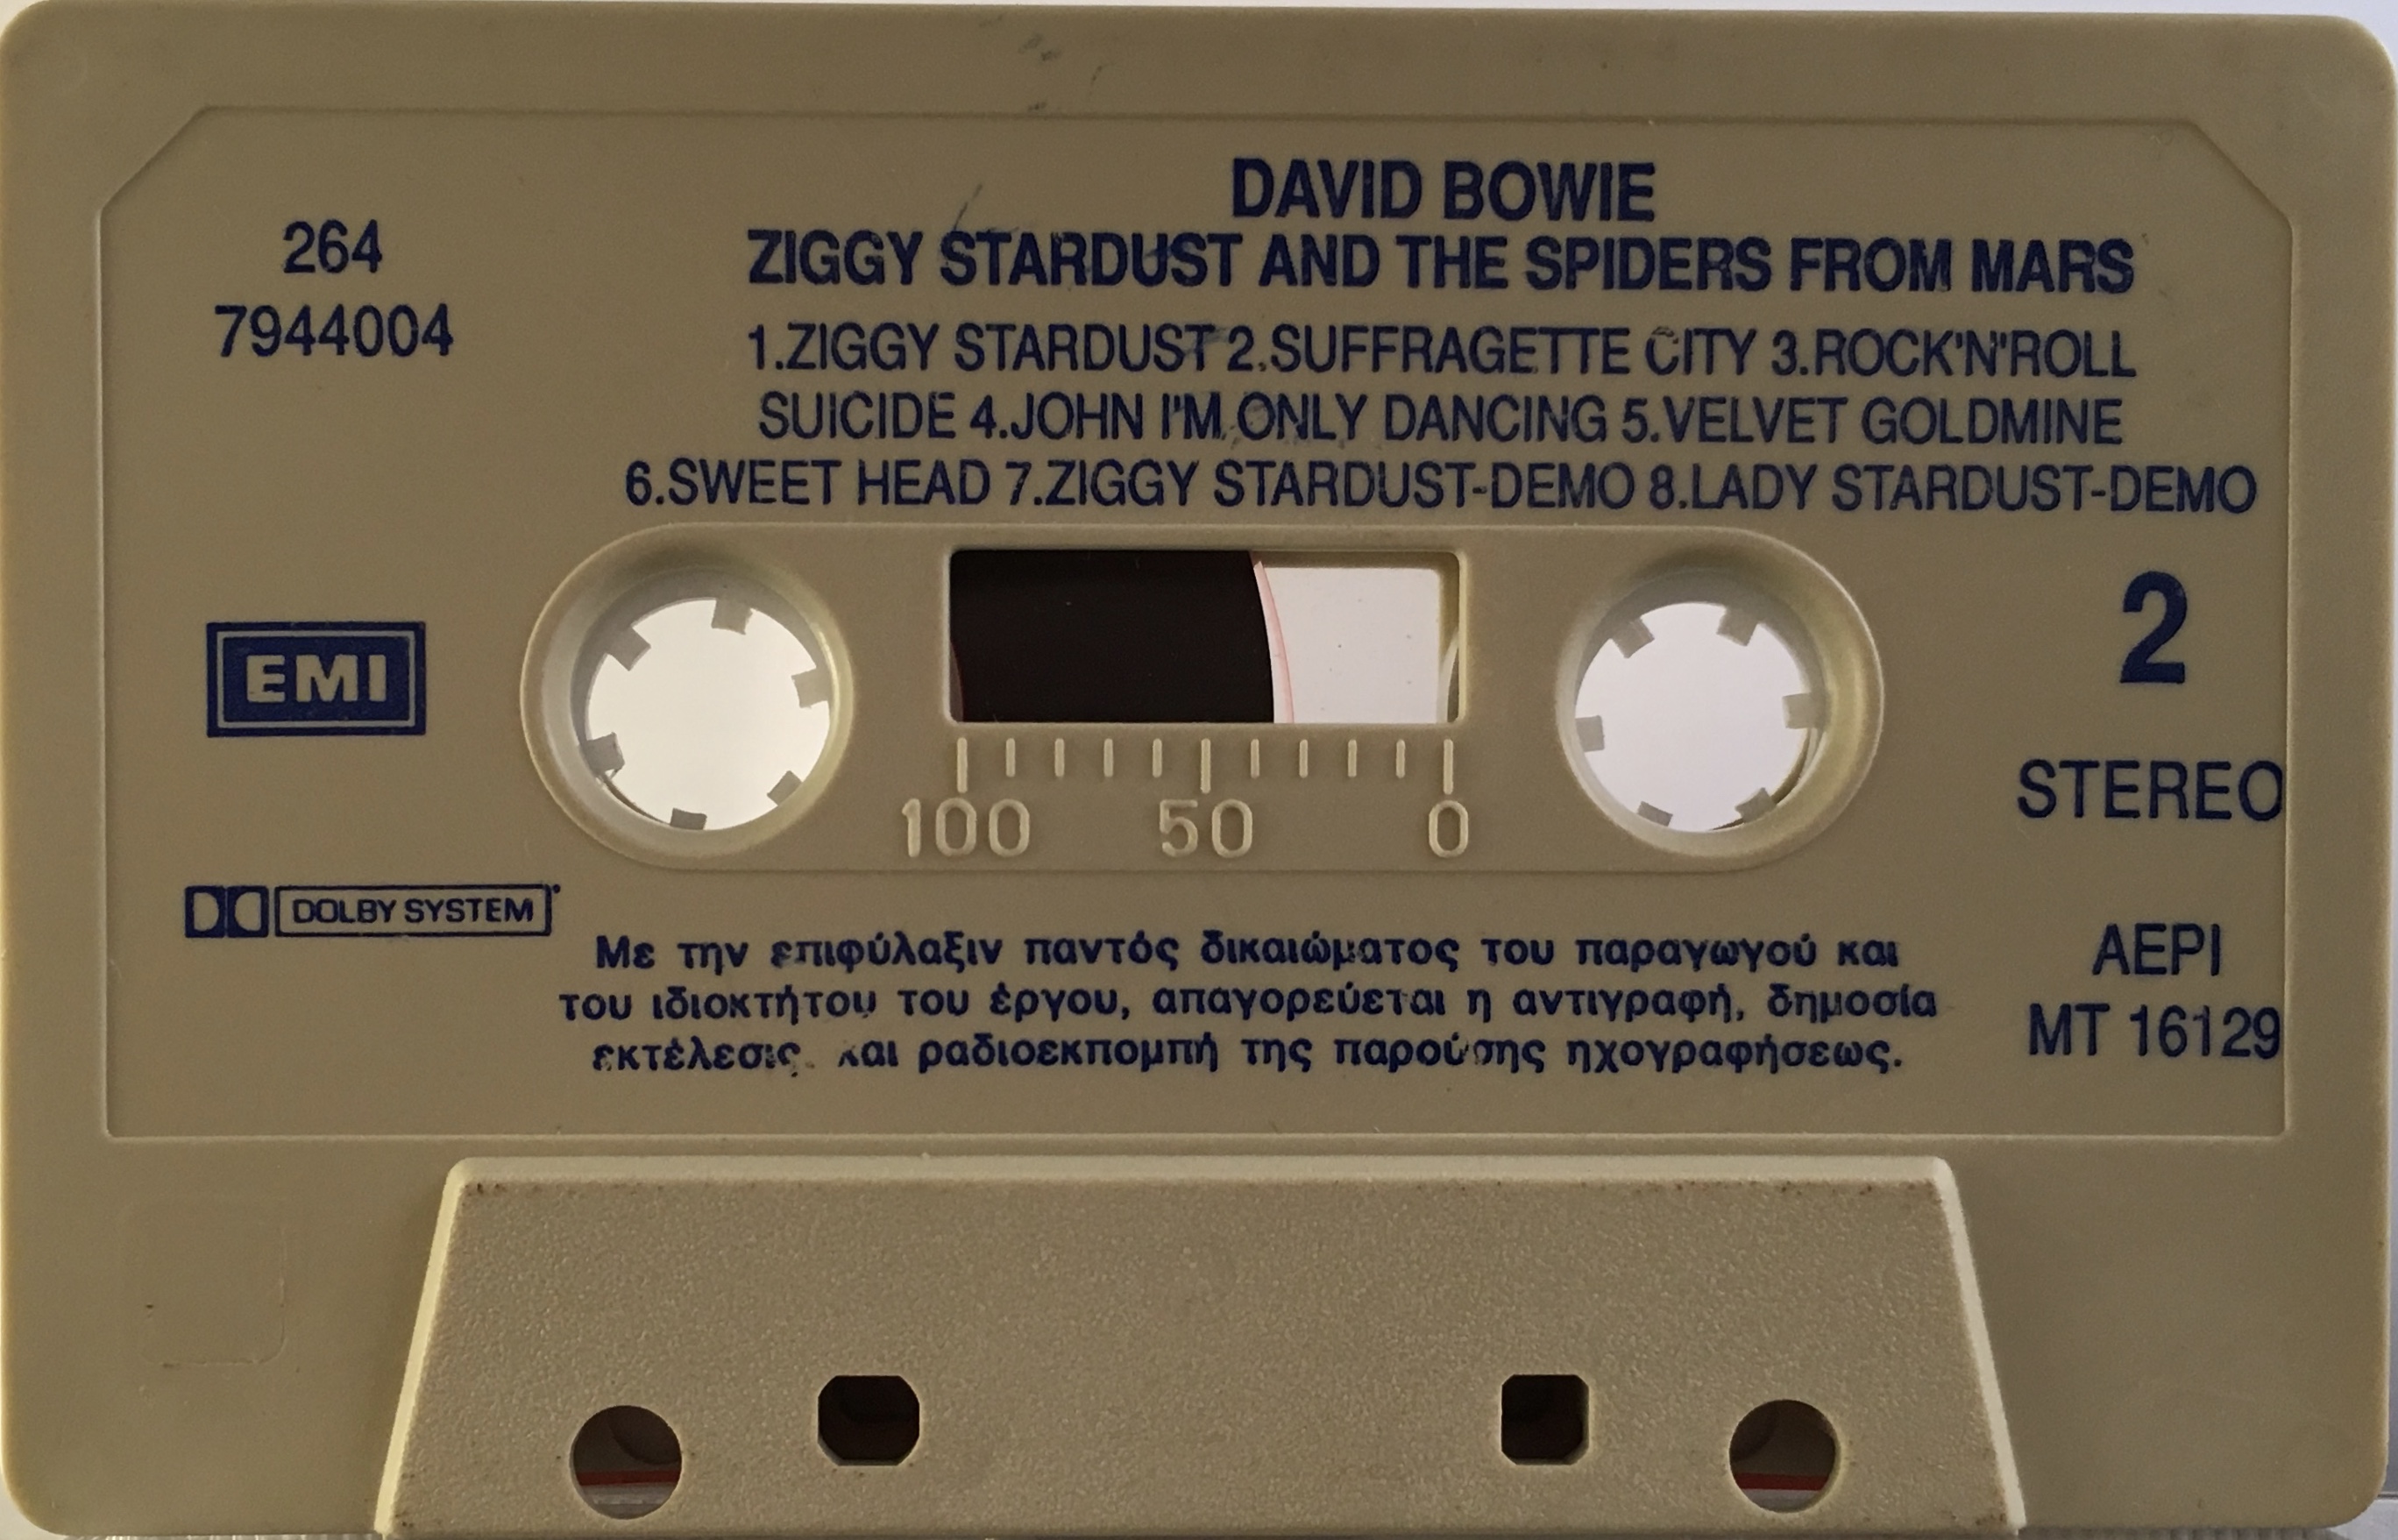 DAVID BOWIE
ZIGGY STARDUST AND THE SPIDERS FROM MARS
264
7944004
1.ZIGGY STARDUST 2.SUFFRAGETTE CITY 3.ROCK'N'ROLL
SUICIDE 4.JOHN I'M ONLY DANCING 5.VELVET GOLDMINE
6.SWEET HEAD 7.ZIGGY STARDUST-DEMO 8.LADY STARDUST-DEMO
EMI
2
STEREO
100 50 0
DOLBY SYSTEM
Με την επιφύλαξιν παντός δικαιώματος του παραγωγού και
του ιδιοκτήτου του έργου, απαγορεύεται η αντιγραφή, δημοσία
εκτέλεσις και ραδιοεκπομπή της παρούσης ηχογραφήσεως.
ΑΕΡΙ
MT 16129